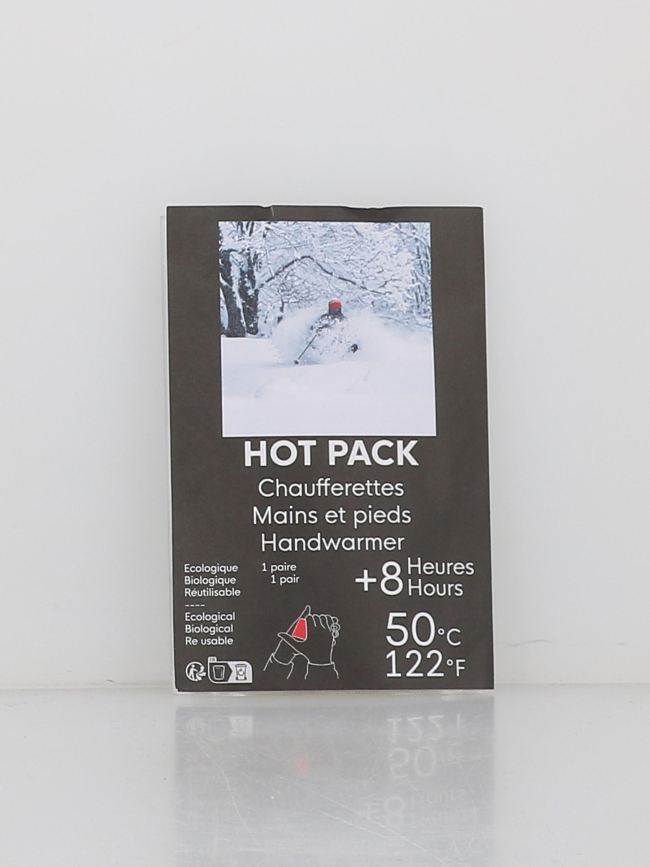 HOT PACK
Chaufferettes
Mains et pieds
Handwarmer
Ecologique
Biologique
Réutilisable
----
Ecological
Biological
Re usable
1 paire
1 pair
+8 Heures
Hours
50°C
122°F